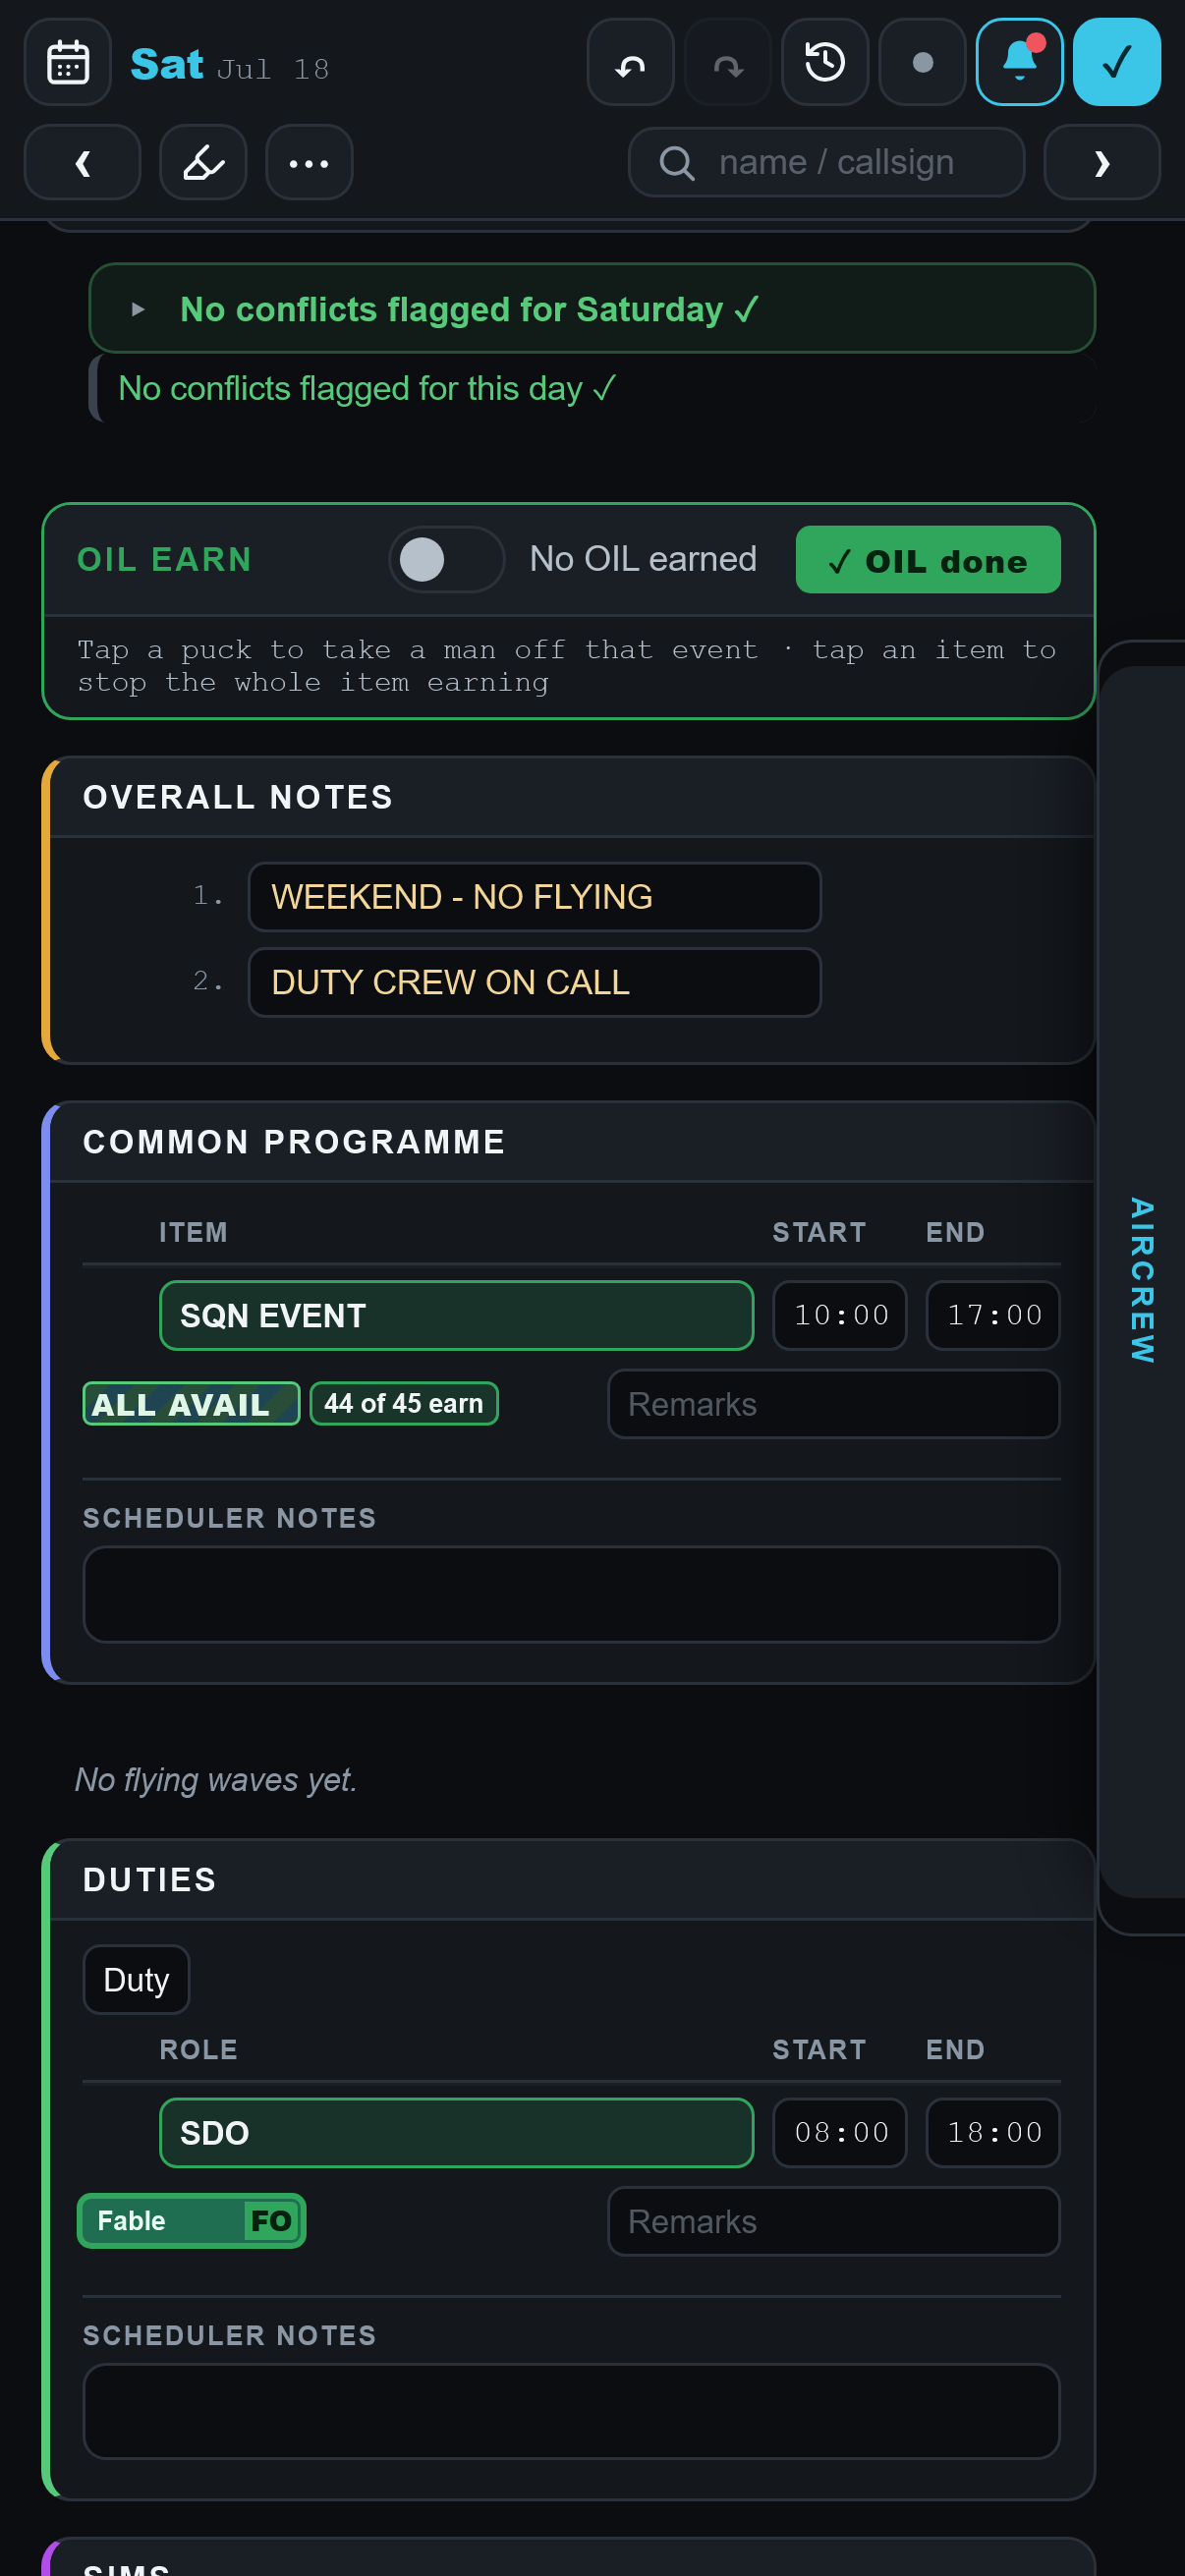 Sat Jul 18
name / callsign
No conflicts flagged for Saturday ✓
No conflicts flagged for this day ✓
OIL EARN
No OIL earned
✓ OIL done
Tap a puck to take a man off that event · tap an item to
stop the whole item earning
OVERALL NOTES
1. WEEKEND - NO FLYING
2. DUTY CREW ON CALL
COMMON PROGRAMME
ITEM START END
SQN EVENT 10:00 17:00
ALL AVAIL 44 of 45 earn Remarks
SCHEDULER NOTES
AIRCREW
No flying waves yet.
DUTIES
Duty
ROLE START END
SDO 08:00 18:00
Fable FO Remarks
SCHEDULER NOTES
SIMS